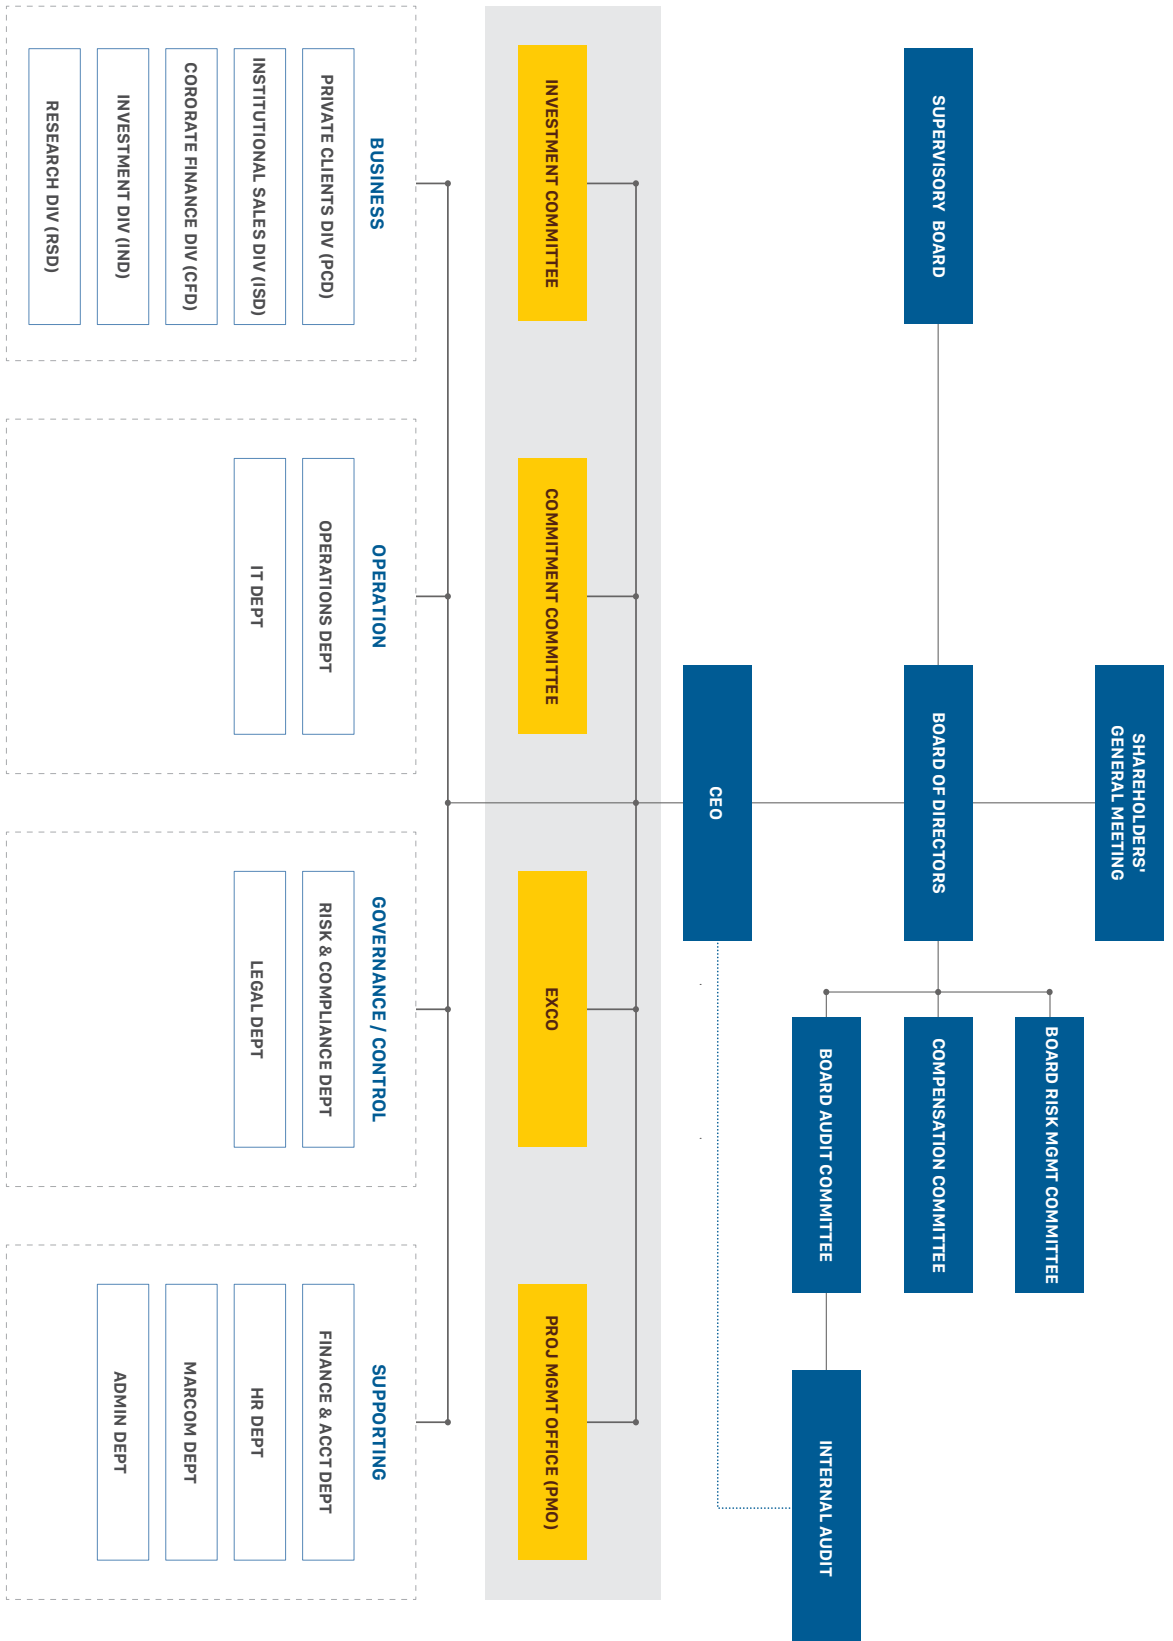 SHAREHOLDERS'
GENERAL MEETING
SUPERVISORY BOARD
BOARD OF DIRECTORS
BOARD RISK MGMT COMMITTEE
COMPENSATION COMMITTEE
BOARD AUDIT COMMITTEE
INTERNAL AUDIT
CEO
INVESTMENT COMMITTEE
COMMITMENT COMMITTEE
EXCO
PROJ MGMT OFFICE (PMO)
BUSINESS
PRIVATE CLIENTS DIV (PCD)
INSTITUTIONAL SALES DIV (ISD)
CORORATE FINANCE DIV (CFD)
INVESTMENT DIV (IND)
RESEARCH DIV (RSD)
OPERATION
OPERATIONS DEPT
IT DEPT
GOVERNANCE / CONTROL
RISK & COMPLIANCE DEPT
LEGAL DEPT
SUPPORTING
FINANCE & ACCT DEPT
HR DEPT
MARCOM DEPT
ADMIN DEPT